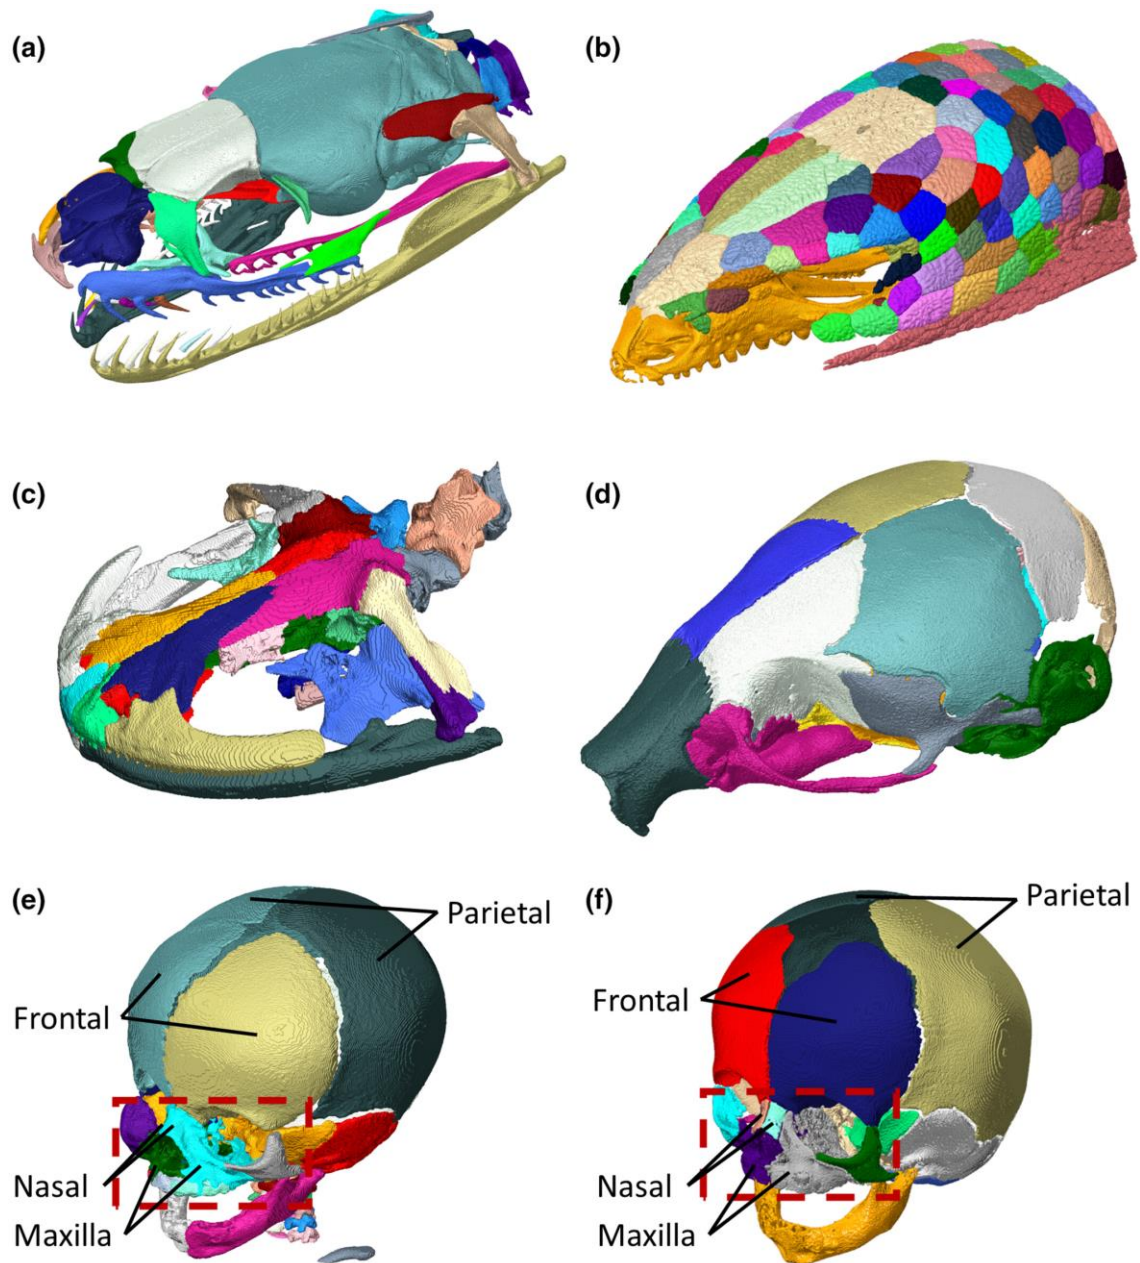 (a)
(b)
(c)
(d)
(e)
Parietal
Frontal
Nasal
Maxilla
(f)
Parietal
Frontal
Nasal
Maxilla